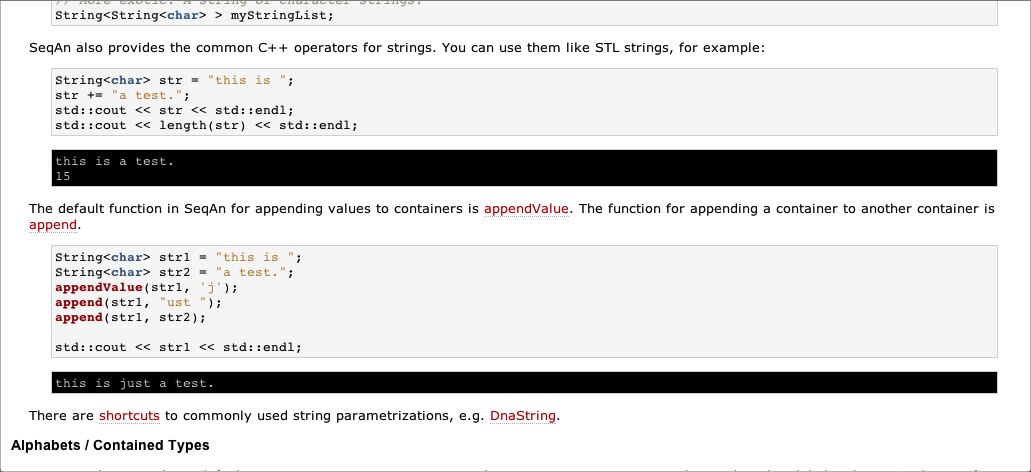 // More exotic: A string of character strings.
String<String<char> > myStringList;
SeqAn also provides the common C++ operators for strings. You can use them like STL strings, for example:
String<char> str = "this is ";
str += "a test.";
std::cout << str << std::endl;
std::cout << length(str) << std::endl;
this is a test.
15
The default function in SeqAn for appending values to containers is appendValue. The function for appending a container to another container is
append.
String<char> str1 = "this is ";
String<char> str2 = "a test.";
appendValue(str1, 'j');
append(str1, "ust ");
append(str1, str2);
std::cout << str1 << std::endl;
this is just a test.
There are shortcuts to commonly used string parametrizations, e.g. DnaString.
Alphabets / Contained Types